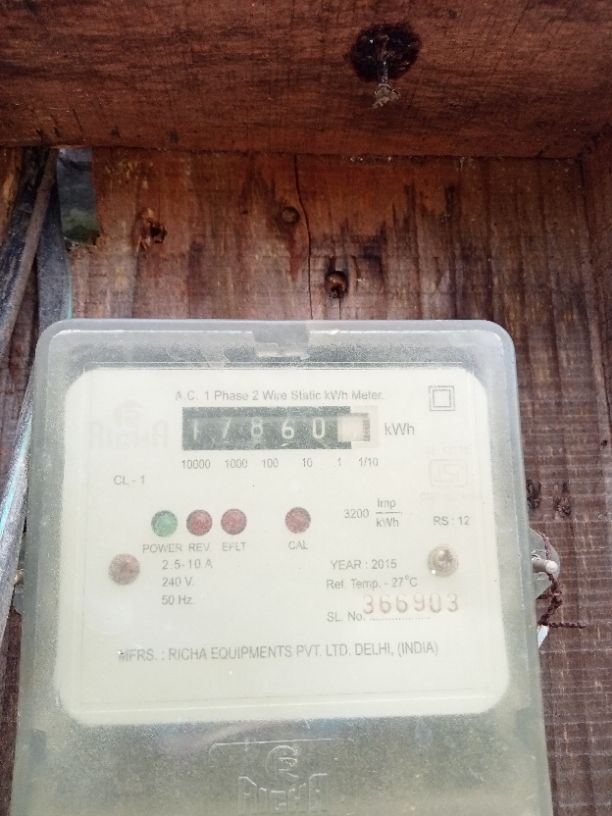 A.C. 1 Phase 2 Wire Static kWh Meter.
RICHA
17860 kWh
10000 1000 100 10 1 1/10
CL - 1
3200 Imp/kWh
RS : 12
POWER REV EFLT CAL
2.5-10 A
240 V.
50 Hz.
YEAR : 2015
Ref. Temp. - 27°C
SL. No. 366903
MFRS. : RICHA EQUIPMENTS PVT. LTD. DELHI, (INDIA)
RICHA